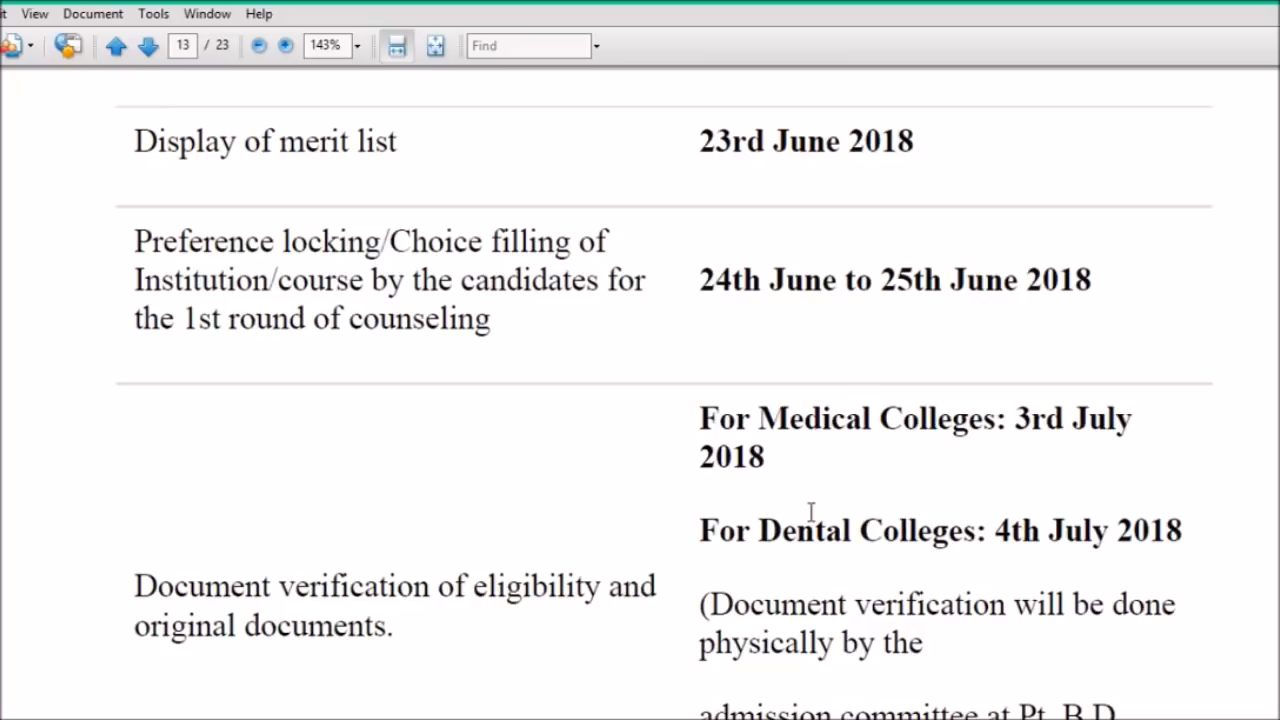 it View Document Tools Window Help
13 / 23 143% Find
Display of merit list
23rd June 2018
Preference locking/Choice filling of
Institution/course by the candidates for
the 1st round of counseling
24th June to 25th June 2018
For Medical Colleges: 3rd July
2018
For Dental Colleges: 4th July 2018
Document verification of eligibility and
original documents.
(Document verification will be done
physically by the
admission committee at Pt. B.D.